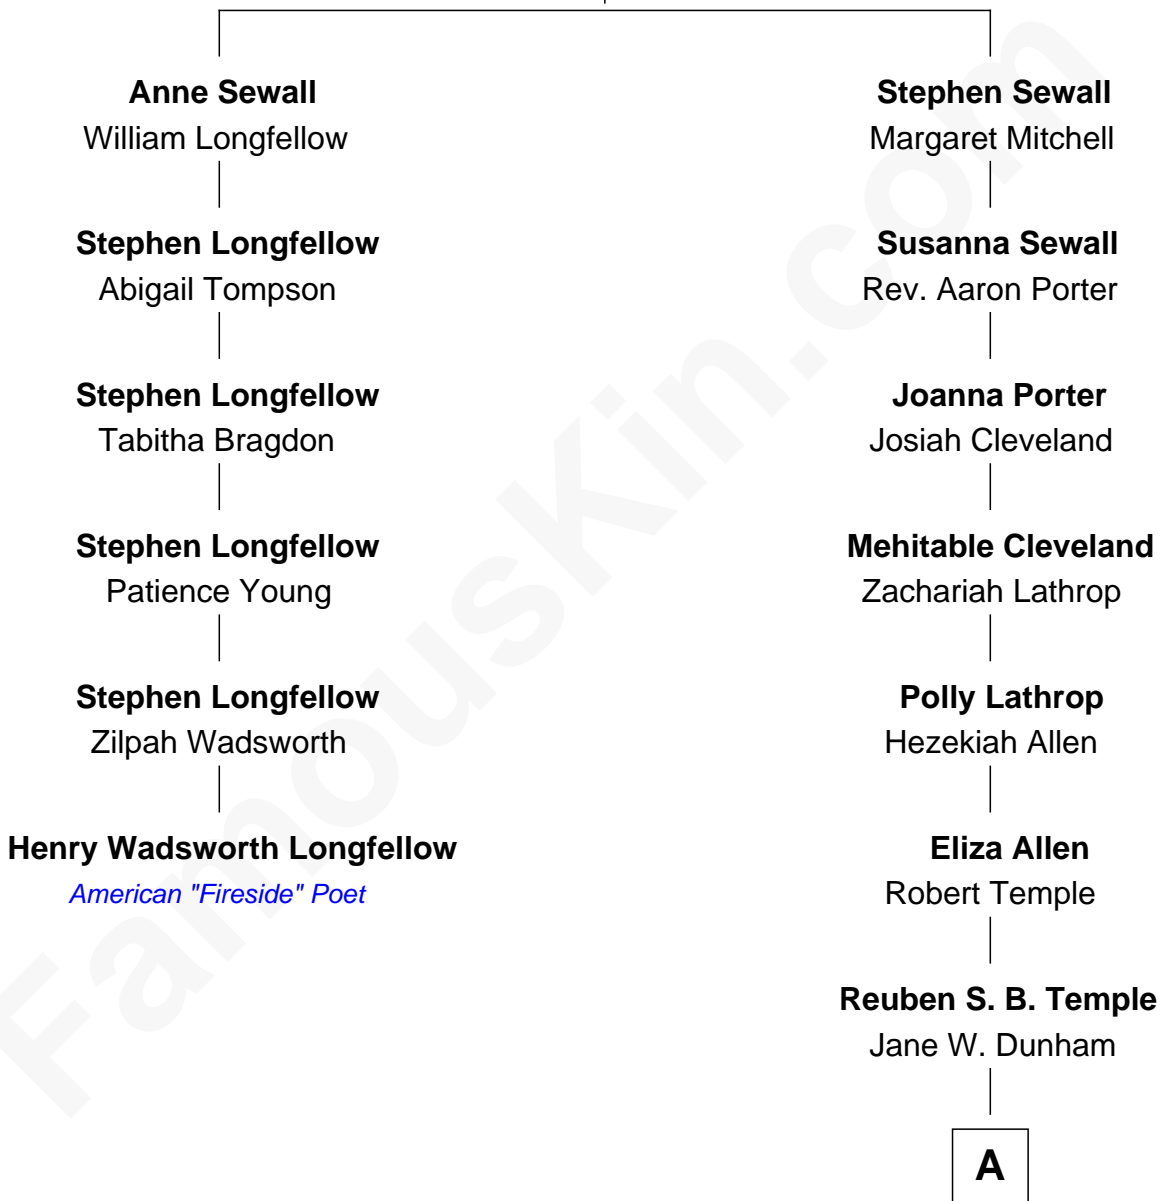 Anne Sewall
William Longfellow
Stephen Longfellow
Abigail Tompson
Stephen Longfellow
Tabitha Bragdon
Stephen Longfellow
Patience Young
Stephen Longfellow
Zilpah Wadsworth
Henry Wadsworth Longfellow
American "Fireside" Poet
Stephen Sewall
Margaret Mitchell
Susanna Sewall
Rev. Aaron Porter
Joanna Porter
Josiah Cleveland
Mehitable Cleveland
Zachariah Lathrop
Polly Lathrop
Hezekiah Allen
Eliza Allen
Robert Temple
Reuben S. B. Temple
Jane W. Dunham
A
FamousKin.com